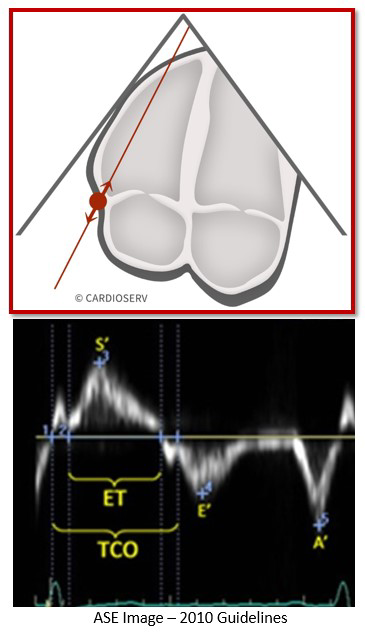 © CARDIOSERV
S'
3
1
2
ET
4
E'
TCO
5
A'
ASE Image – 2010 Guidelines